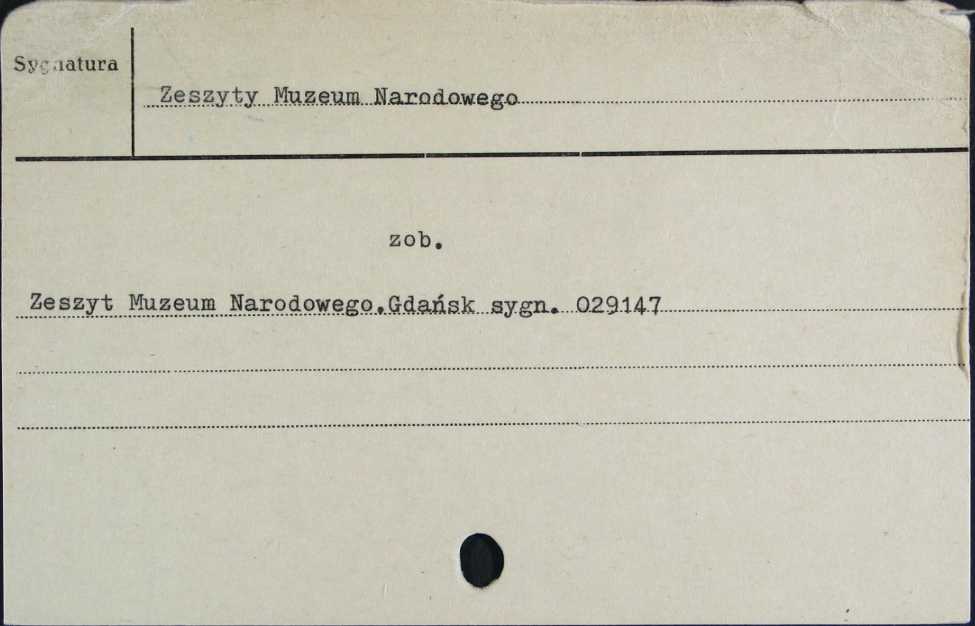 Sygnatura
Zeszyty Muzeum Narodowego
zob.
Zeszyt Muzeum Narodowego.Gdańsk sygn. 029147